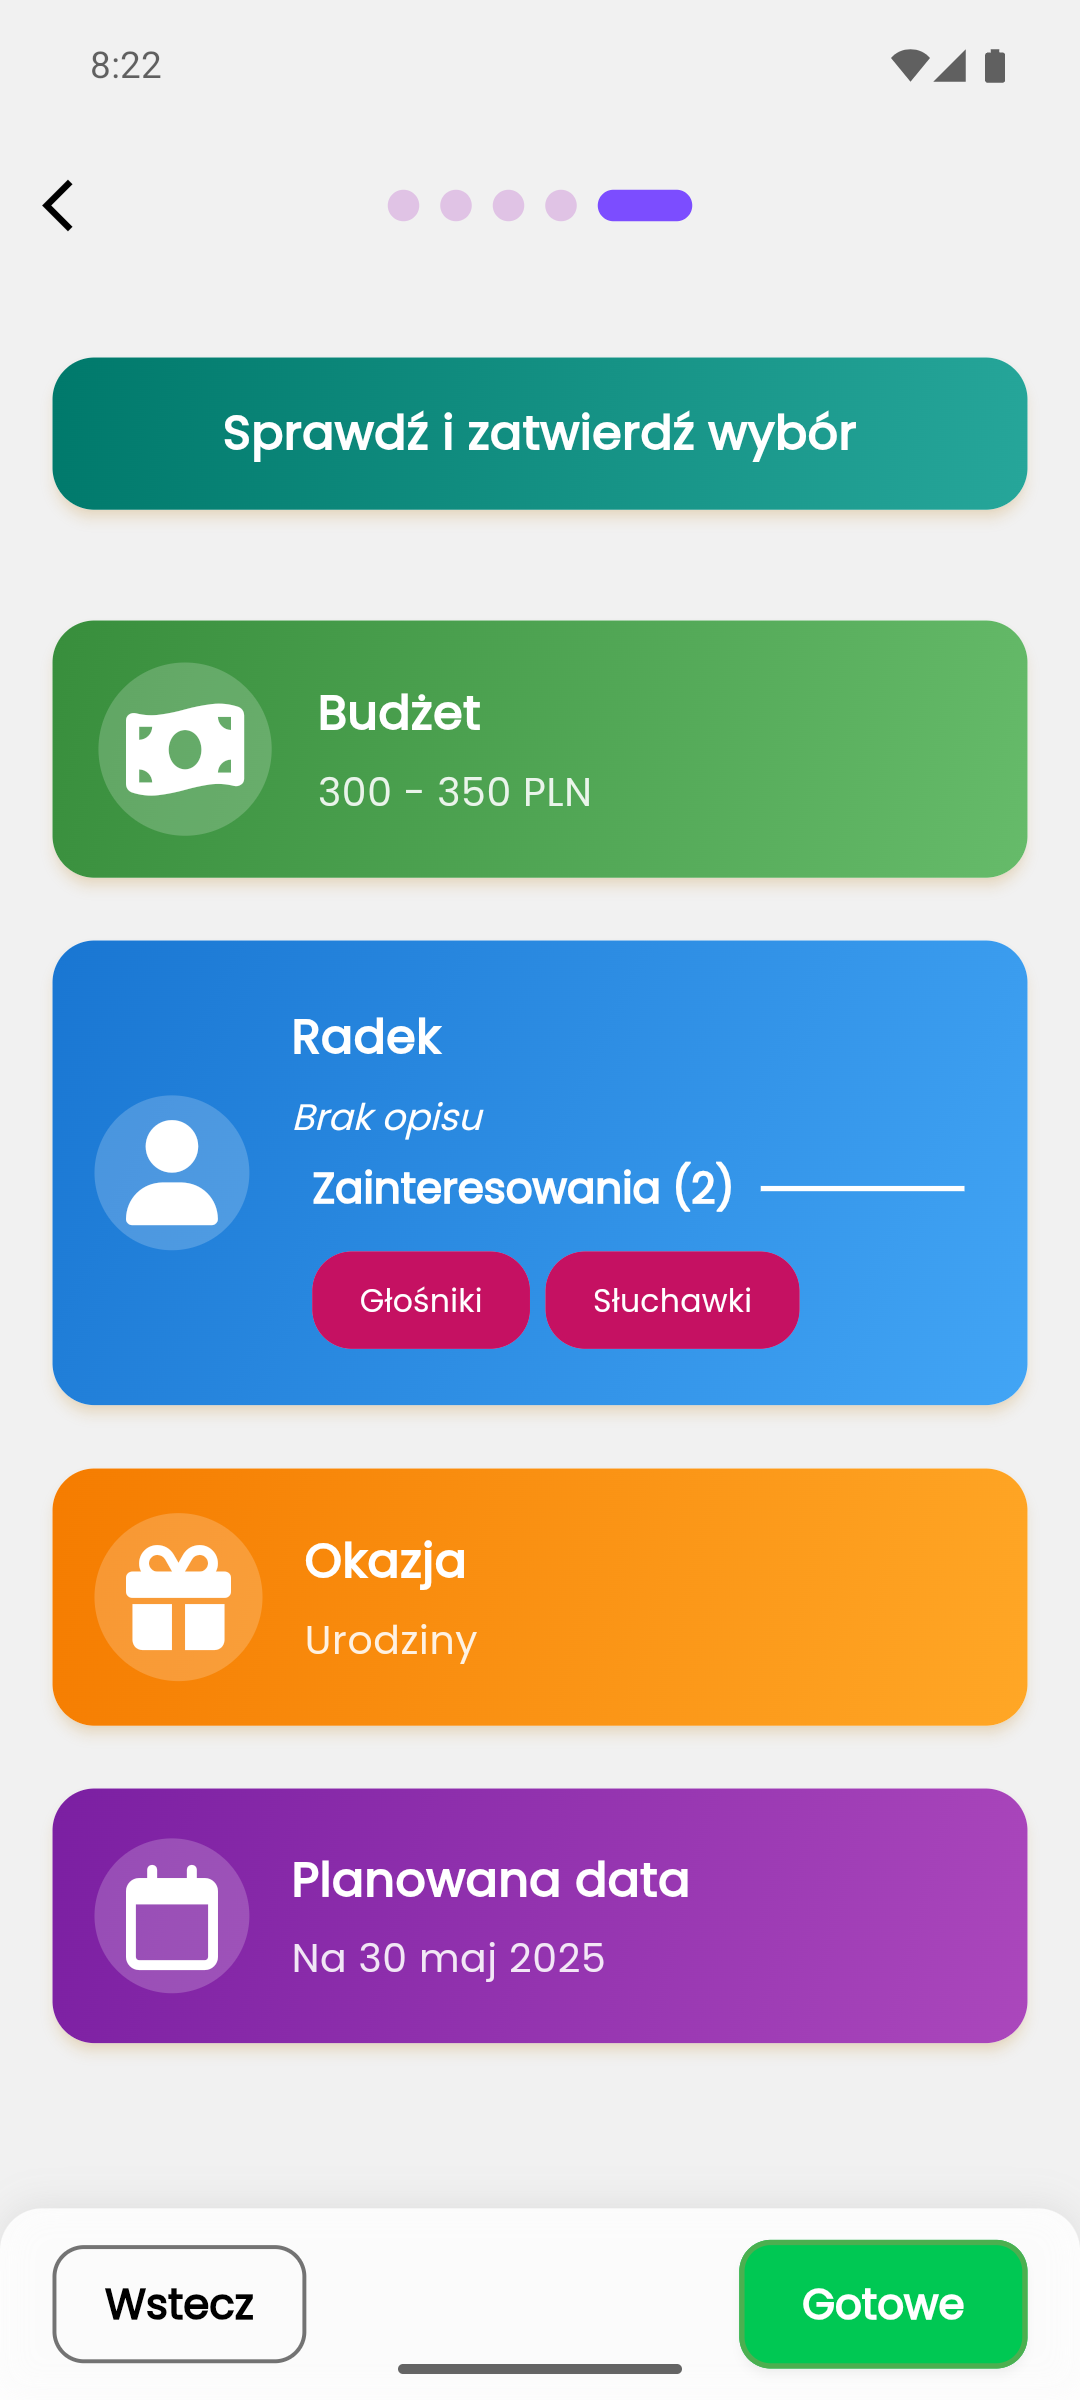 8:22
Sprawdź i zatwierdź wybór
Budżet
300 - 350 PLN
Radek
Brak opisu
Zainteresowania (2)
Głośniki Słuchawki
Okazja
Urodziny
Planowana data
Na 30 maj 2025
Wstecz Gotowe